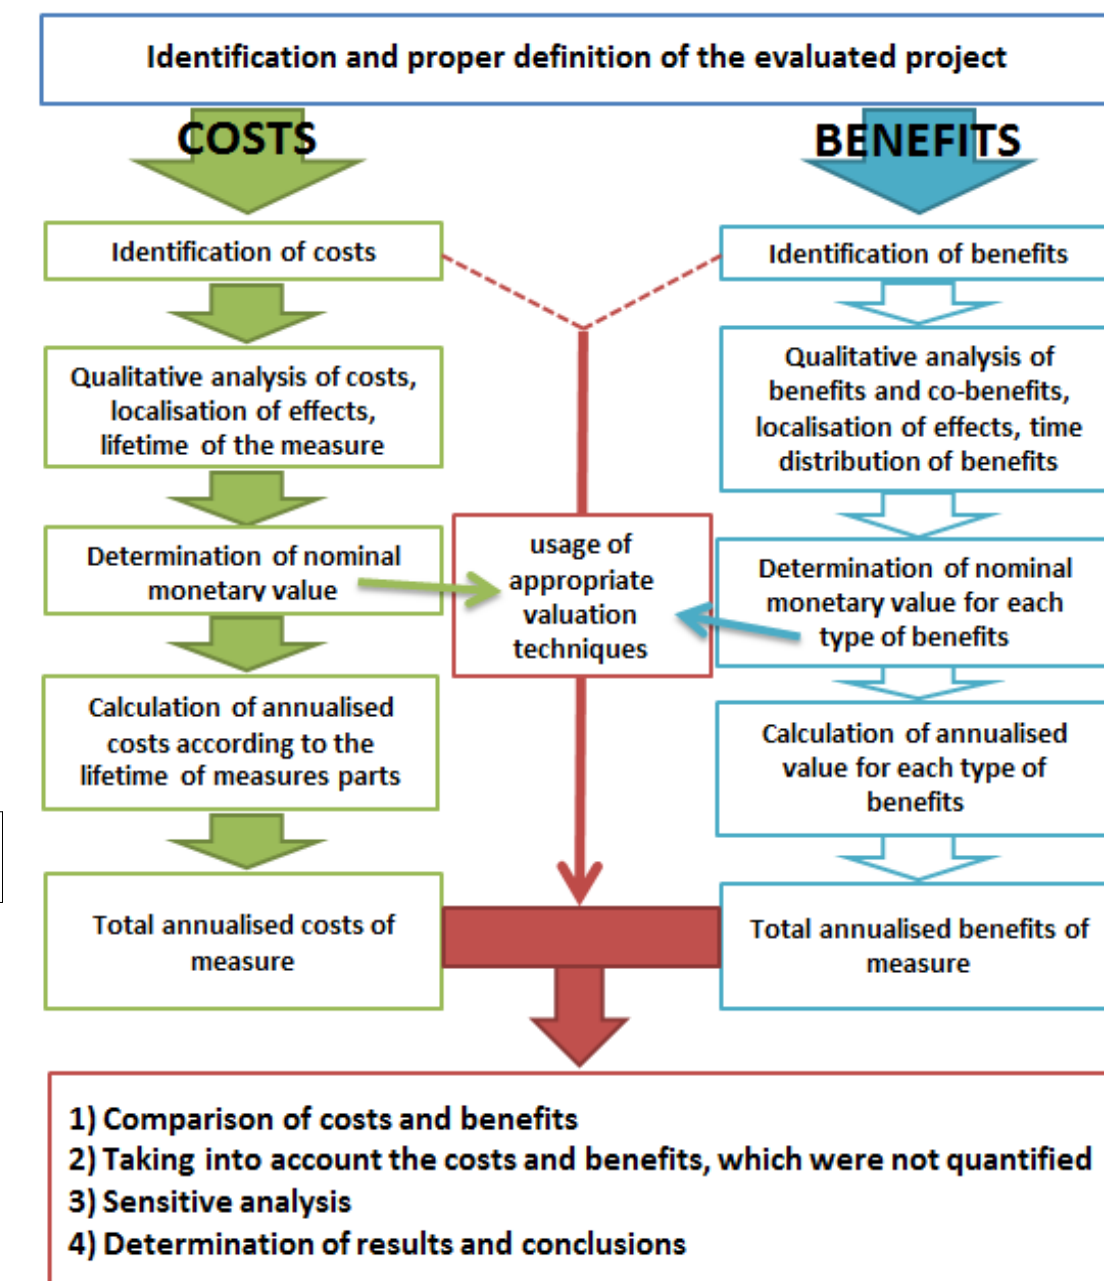 Identification and proper definition of the evaluated project
COSTS
BENEFITS
Identification of costs
Identification of benefits
Qualitative analysis of costs,
localisation of effects,
lifetime of the measure
Qualitative analysis of
benefits and co-benefits,
localisation of effects, time
distribution of benefits
Determination of nominal
monetary value
usage of
appropriate
valuation
techniques
Determination of nominal
monetary value for each
type of benefits
Calculation of annualised
costs according to the
lifetime of measures parts
Calculation of annualised
value for each type of
benefits
Total annualised costs of
measure
Total annualised benefits of
measure
1) Comparison of costs and benefits
2) Taking into account the costs and benefits, which were not quantified
3) Sensitive analysis
4) Determination of results and conclusions